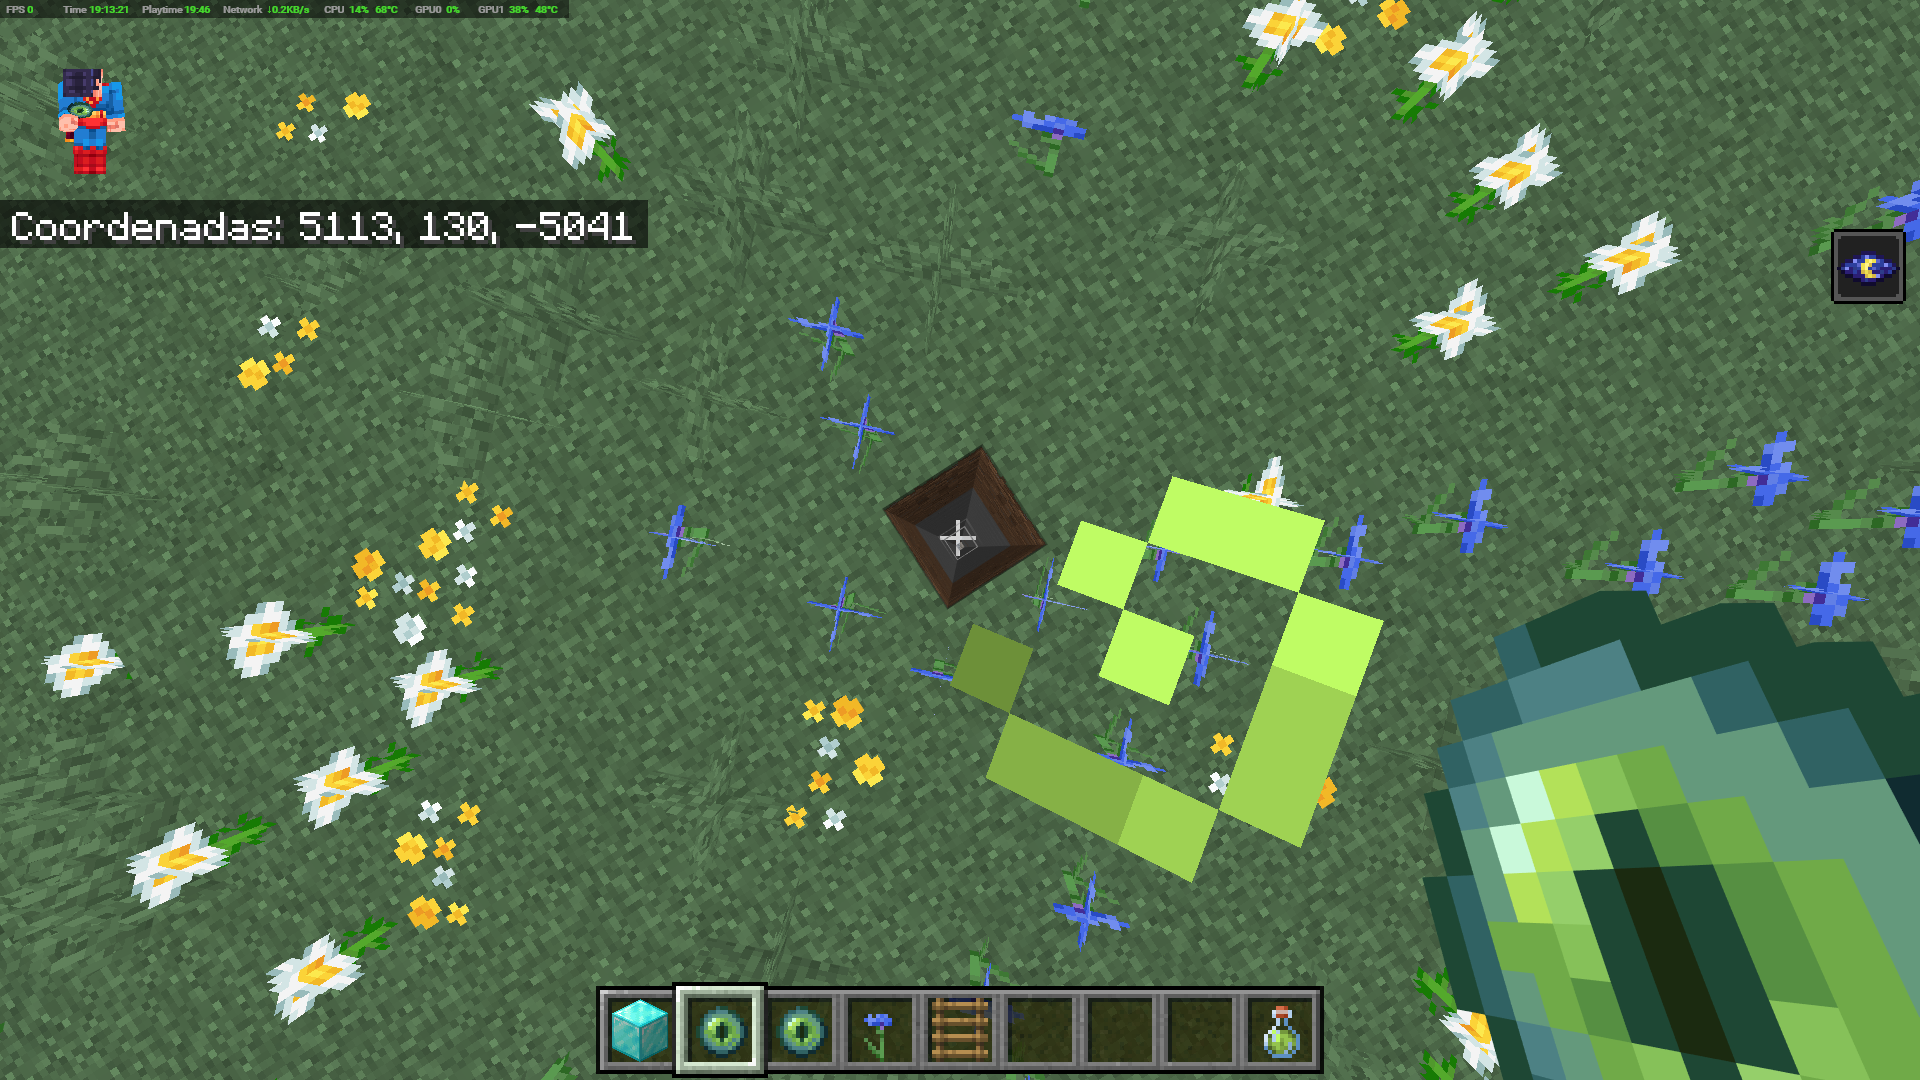 FPS 0 Time 19:13:21 Playtime 19:46 Network ↓0.2KB/s CPU 14% 68°C GPU0 0% GPU1 38% 48°C
Coordenadas: 5113, 130, -5041